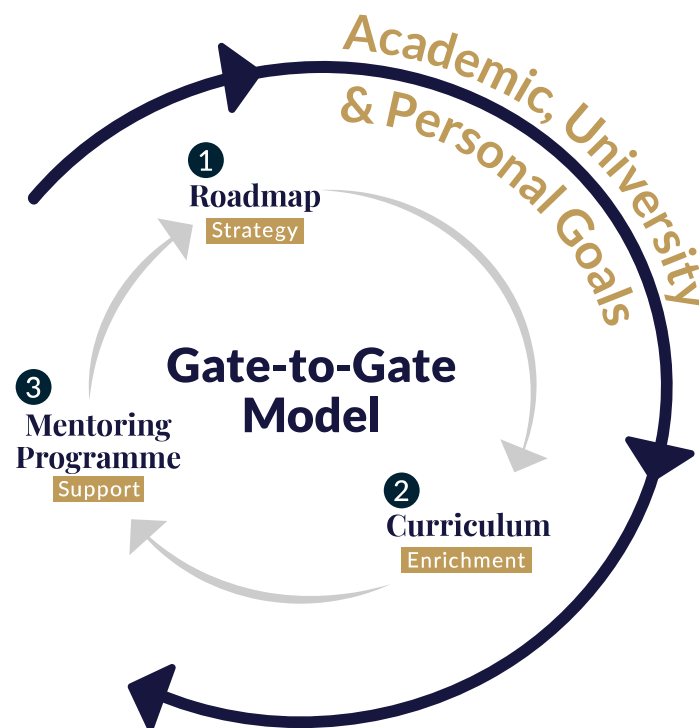 Academic, University
& Personal Goals
1
Roadmap
Strategy
Gate-to-Gate
Model
3
Mentoring
Programme
Support
2
Curriculum
Enrichment